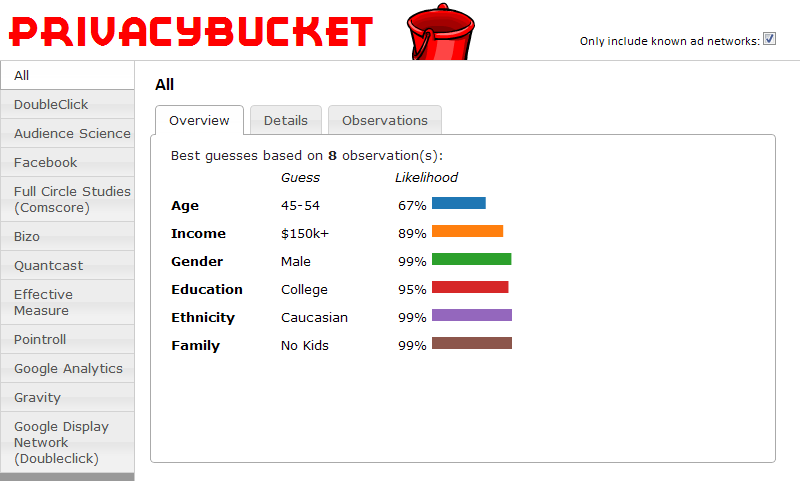 PRIVACYBUCKET
Only include known ad networks:
All
DoubleClick
Audience Science
Facebook
Full Circle Studies
(Comscore)
Bizo
Quantcast
Effective
Measure
Pointroll
Google Analytics
Gravity
Google Display
Network
(Doubleclick)
All
Overview Details Observations
Best guesses based on 8 observation(s):
Guess Likelihood
Age 45-54 67%
Income $150k+ 89%
Gender Male 99%
Education College 95%
Ethnicity Caucasian 99%
Family No Kids 99%